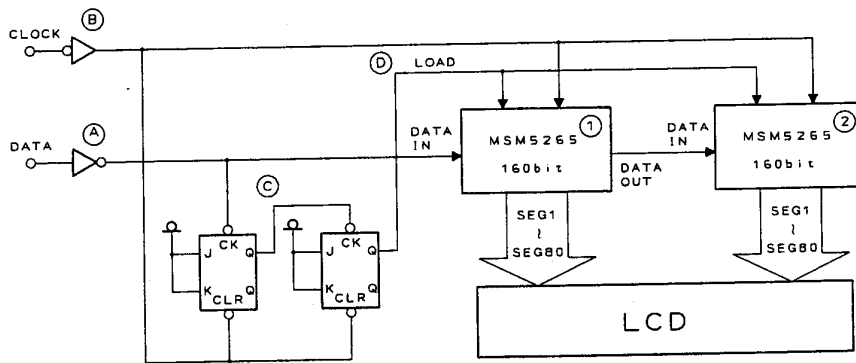 B
CLOCK
D
LOAD
A
DATA
DATA
IN
1
MSM5265
160bit
DATA
OUT
DATA
IN
2
MSM5265
160bit
C
J
CK
Q
K
CLR
Q
J
CK
Q
K
CLR
Q
SEG1
~
SEG80
SEG1
~
SEG80
LCD